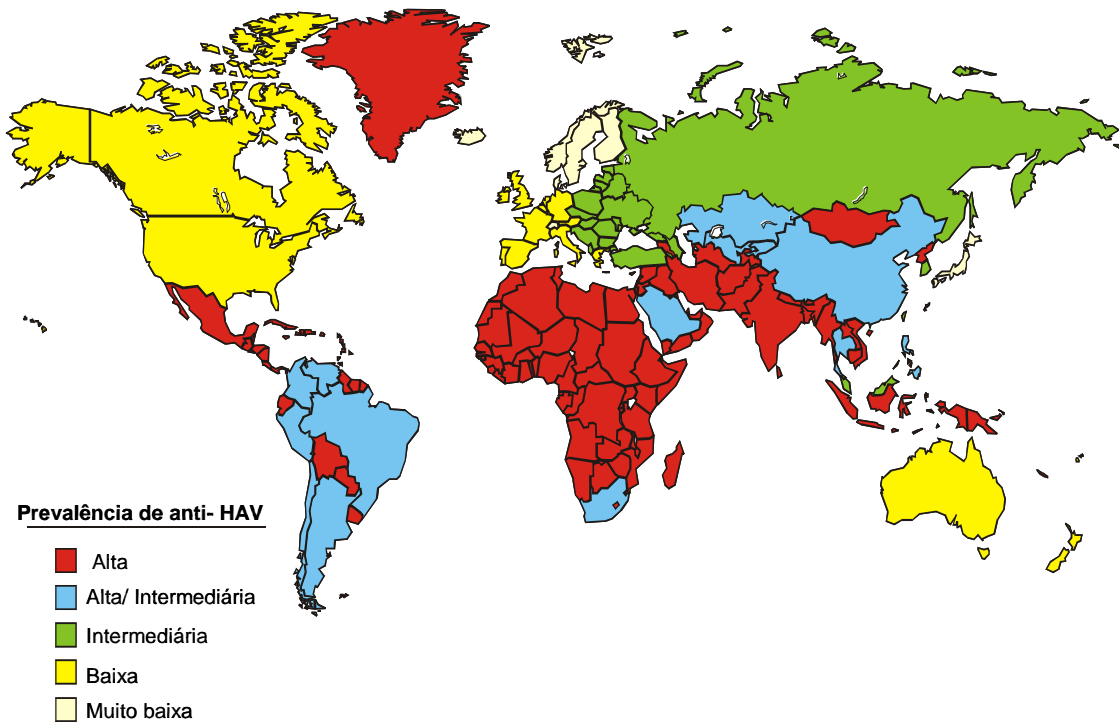 Prevalência de anti- HAV
Alta
Alta/ Intermediária
Intermediária
Baixa
Muito baixa